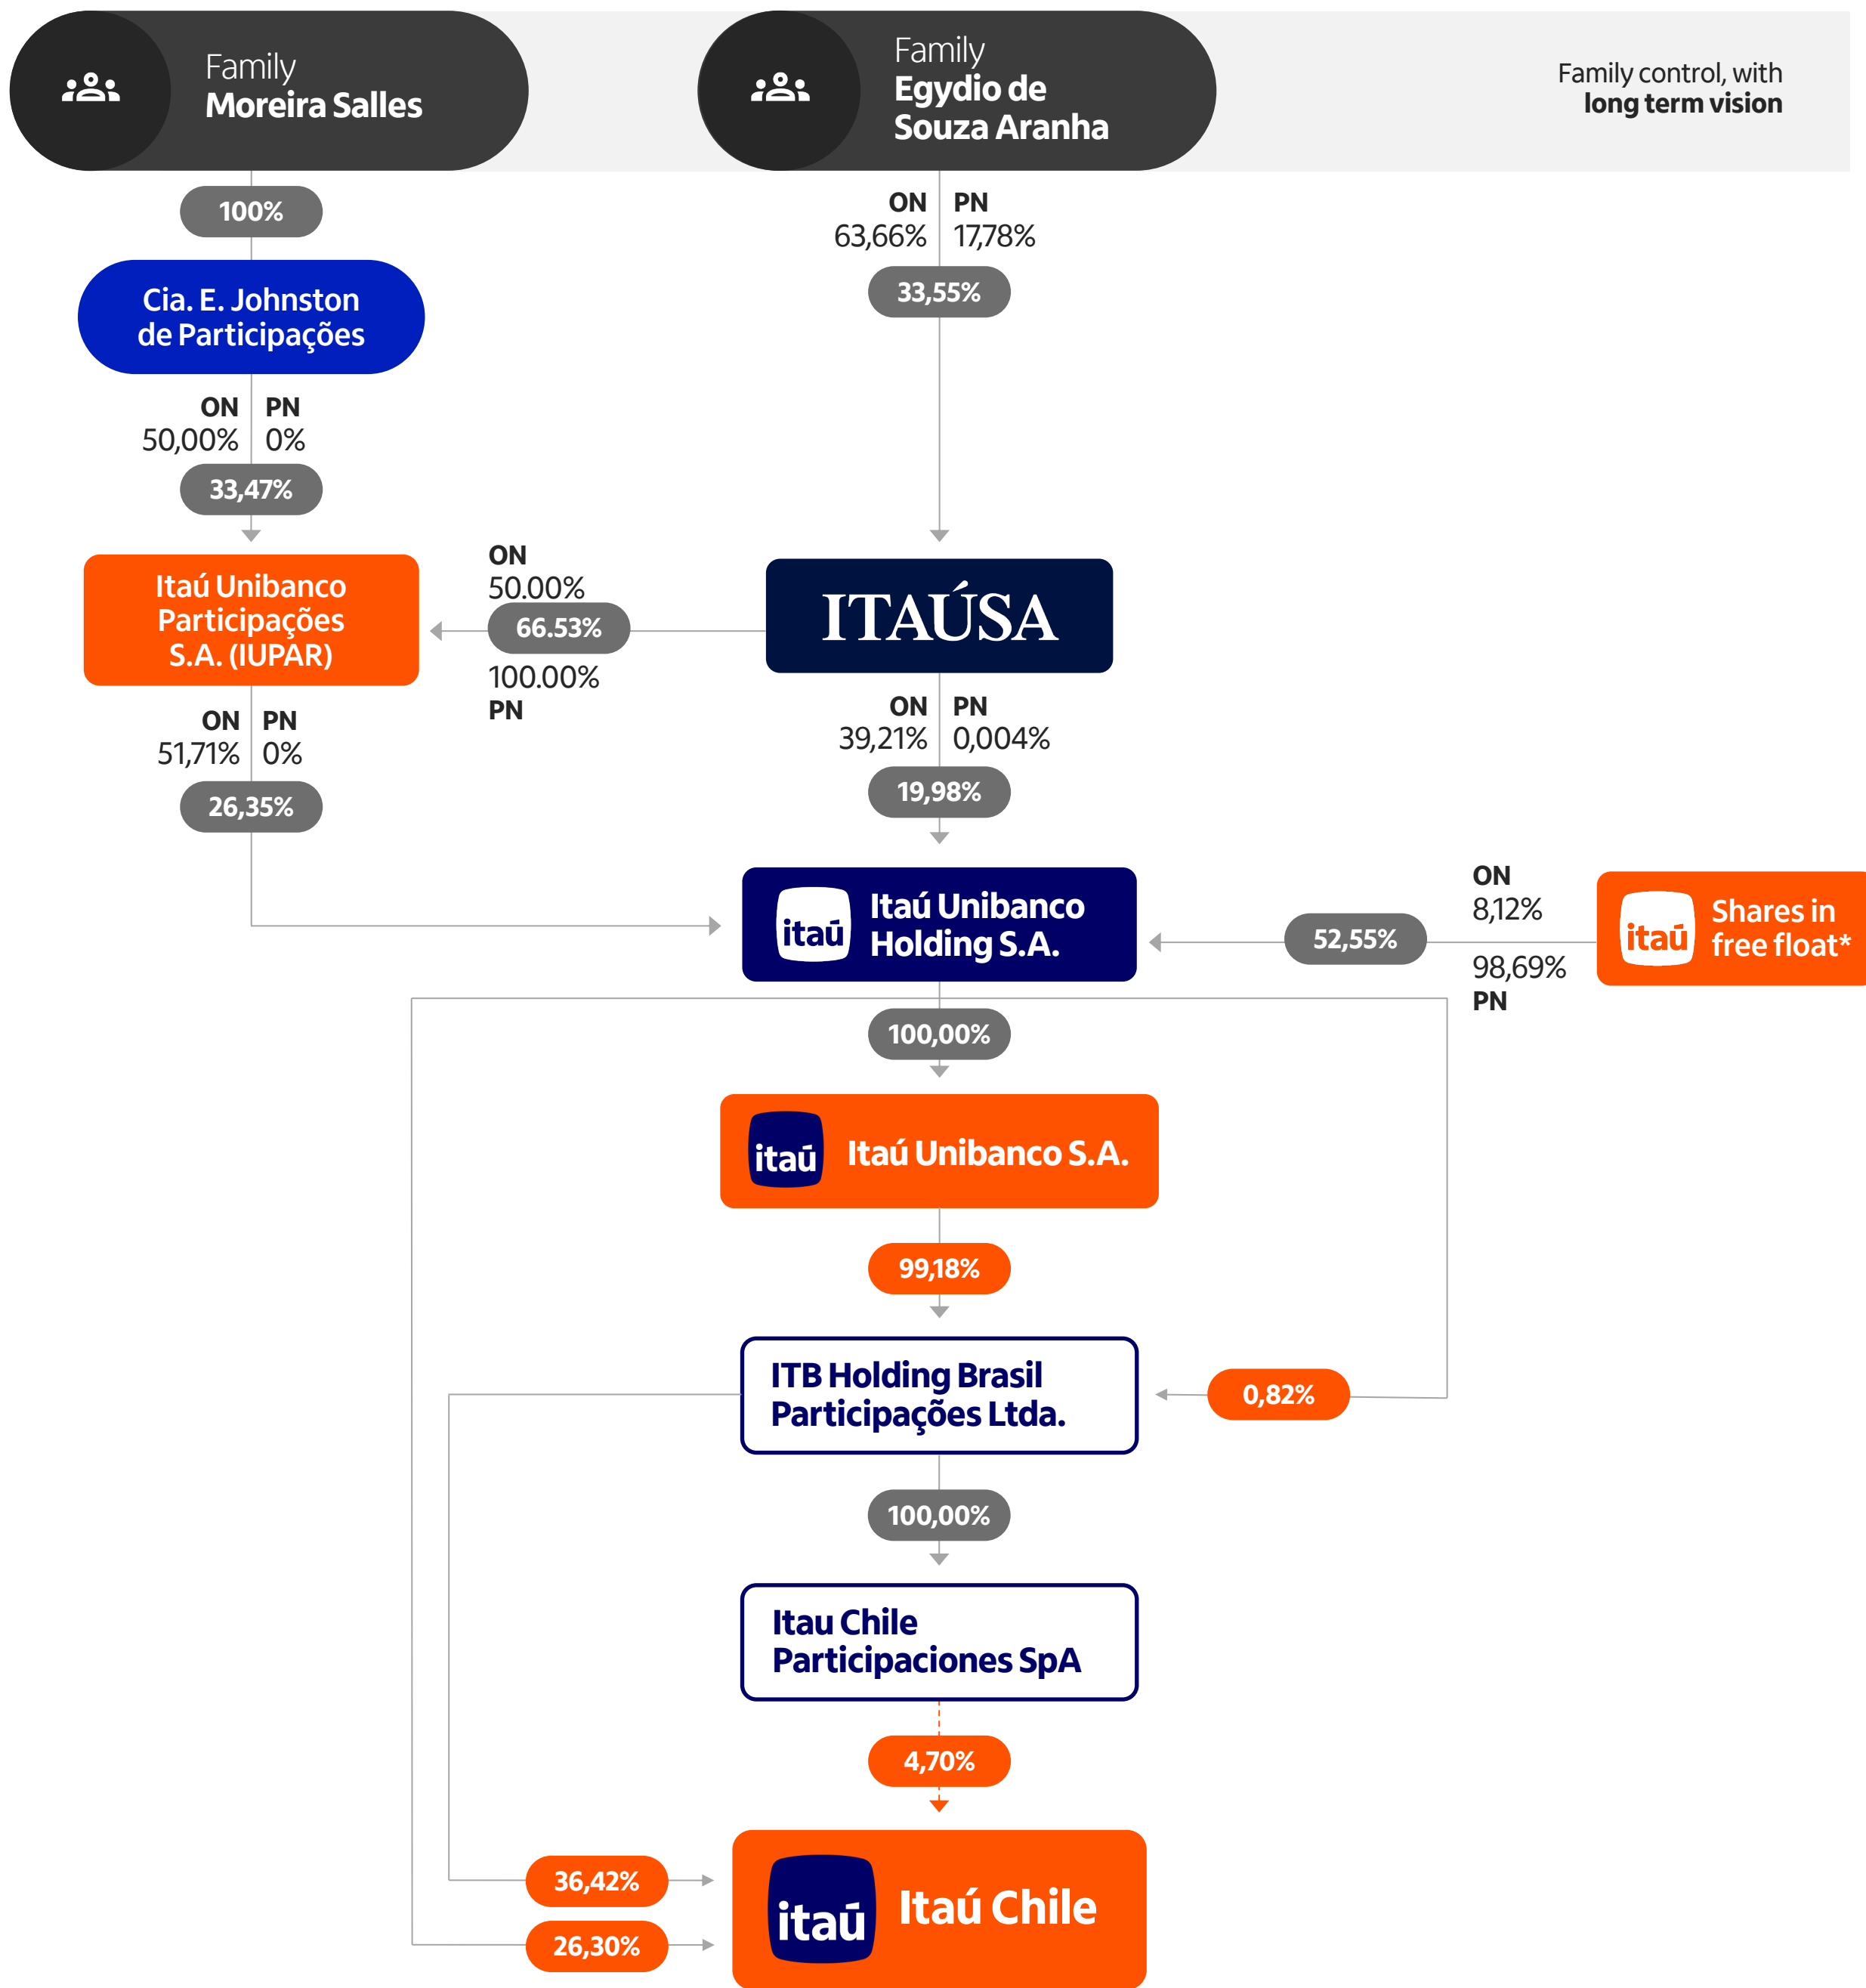 Family
Moreira Salles
Family
Egydio de
Souza Aranha
Family control, with
long term vision
100%
ON PN
63,66% 17,78%
33,55%
Cia. E. Johnston
de Participações
ON PN
50,00% 0%
33,47%
Itaú Unibanco
Participações
S.A. (IUPAR)
ON
50.00%
66.53%
100.00%
PN
ITAÚSA
ON PN
51,71% 0%
26,35%
ON PN
39,21% 0,004%
19,98%
itaú
Itaú Unibanco
Holding S.A.
ON
8,12%
52,55%
98,69%
PN
itaú
Shares in
free float*
100,00%
itaú
Itaú Unibanco S.A.
99,18%
ITB Holding Brasil
Participações Ltda.
0,82%
100,00%
Itau Chile
Participaciones SpA
4,70%
36,42%
26,30%
itaú
Itaú Chile